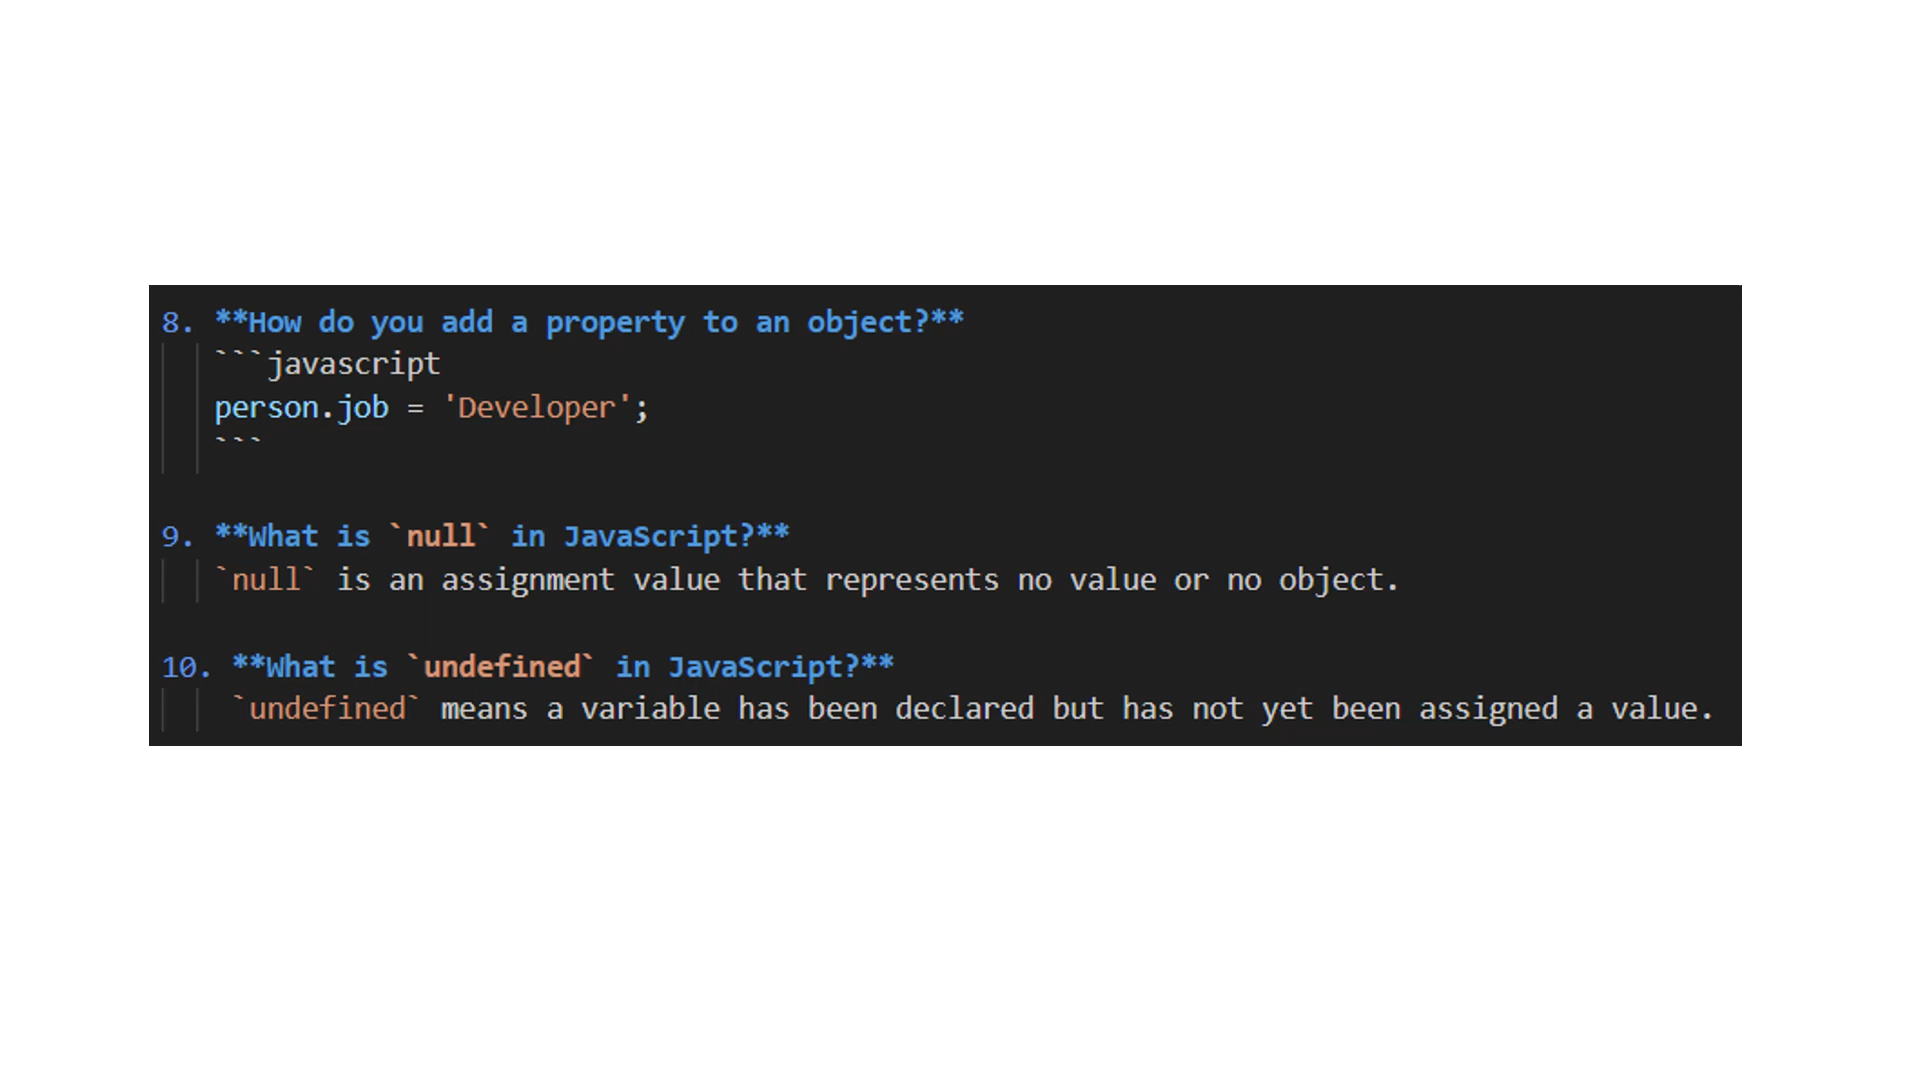 8. **How do you add a property to an object?**
```javascript
person.job = 'Developer';
```
9. **What is `null` in JavaScript?**
`null` is an assignment value that represents no value or no object.
10. **What is `undefined` in JavaScript?**
`undefined` means a variable has been declared but has not yet been assigned a value.